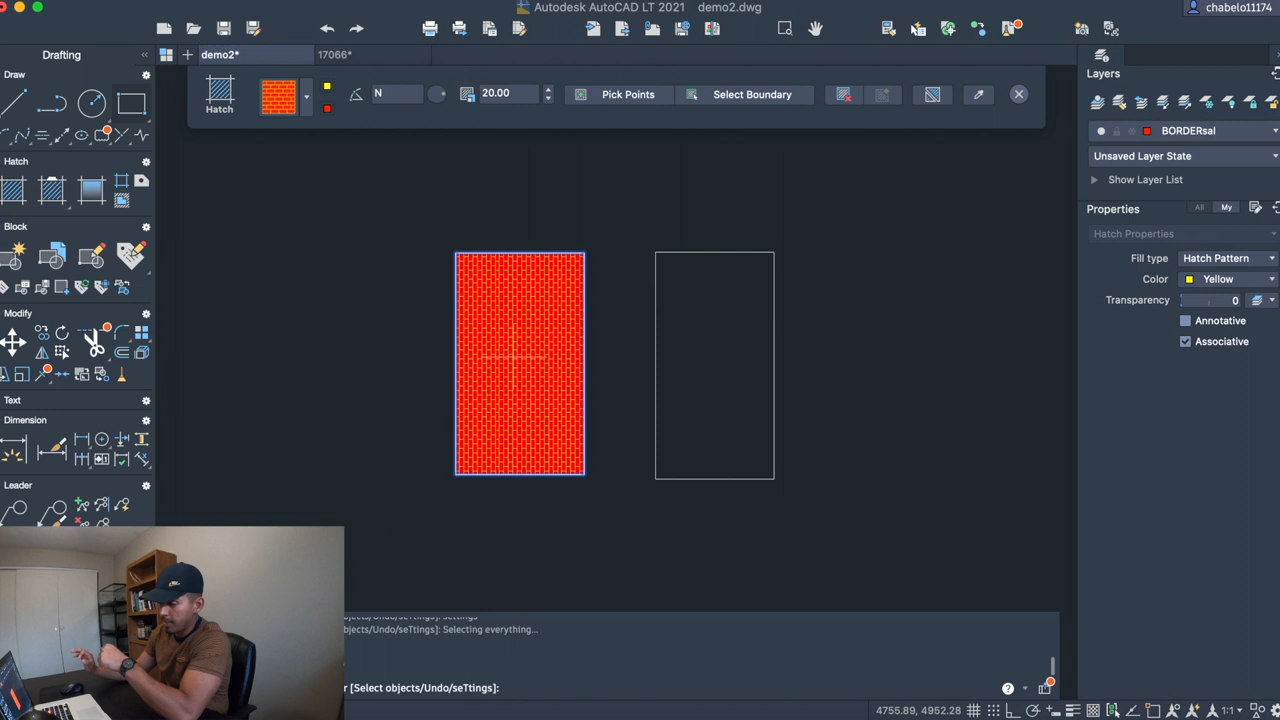 Autodesk AutoCAD LT 2021 demo2.dwg
chabelo11174
Drafting
demo2*
17066*
Draw
Hatch
N
20.00
Pick Points
Select Boundary
Layers
BORDERsal
Unsaved Layer State
Show Layer List
Properties
All
My
Hatch Properties
Fill type
Hatch Pattern
Color
Yellow
Transparency
0
Annotative
Associative
Hatch
Block
Modify
Text
Dimension
Leader
bjects/Undo/seTtings]: Selecting everything...
r [Select objects/Undo/seTtings]:
4755.89, 4952.28
1:1